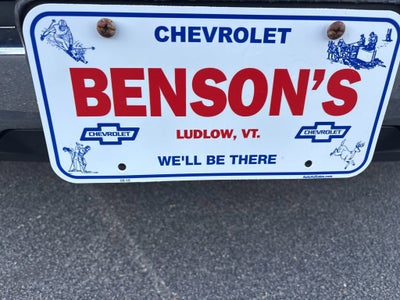 CHEVROLET
BENSON'S
LUDLOW, VT.
CHEVROLET CHEVROLET
WE'LL BE THERE